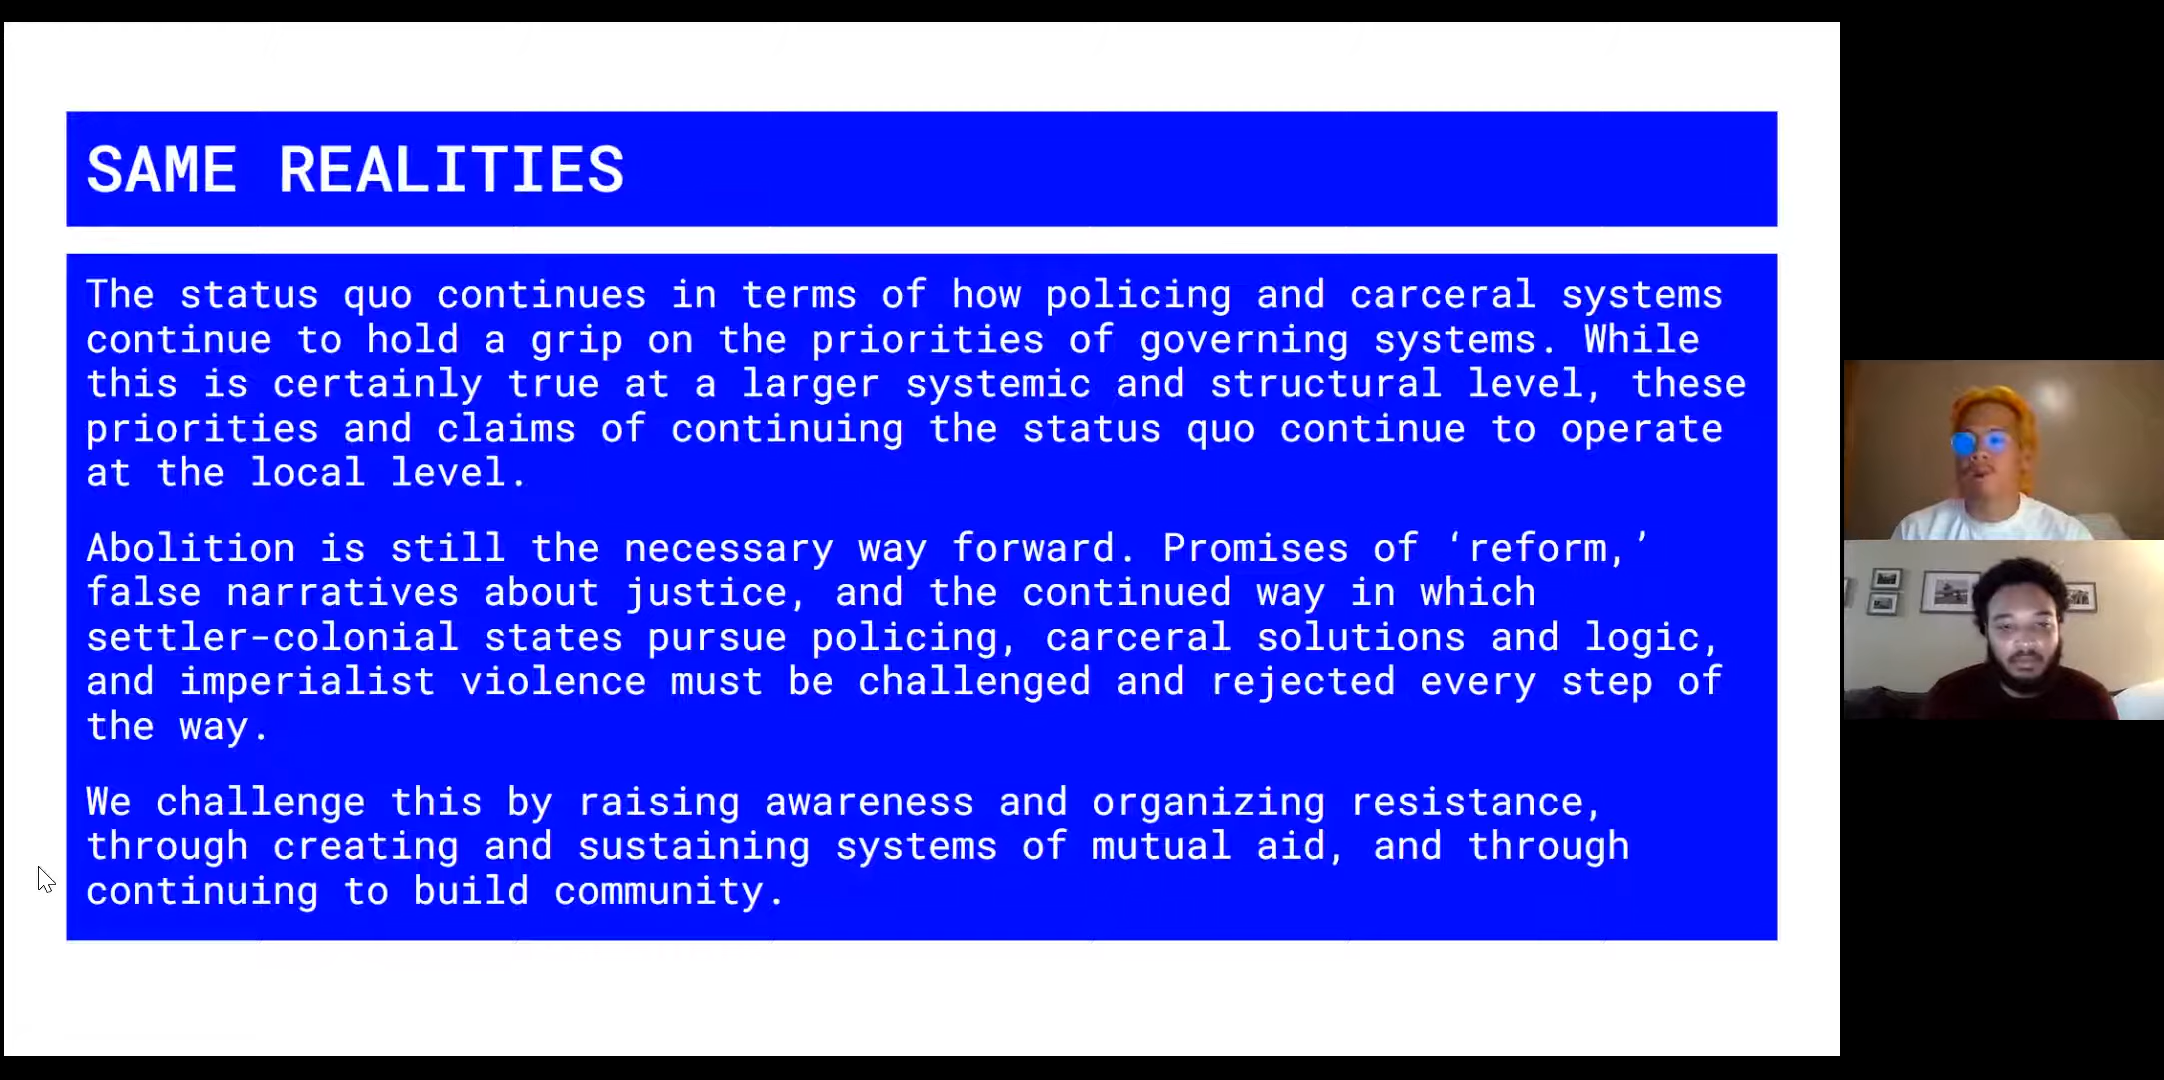 SAME REALITIES
The status quo continues in terms of how policing and carceral systems
continue to hold a grip on the priorities of governing systems. While
this is certainly true at a larger systemic and structural level, these
priorities and claims of continuing the status quo continue to operate
at the local level.
Abolition is still the necessary way forward. Promises of ‘reform,’
false narratives about justice, and the continued way in which
settler-colonial states pursue policing, carceral solutions and logic,
and imperialist violence must be challenged and rejected every step of
the way.
We challenge this by raising awareness and organizing resistance,
through creating and sustaining systems of mutual aid, and through
continuing to build community.